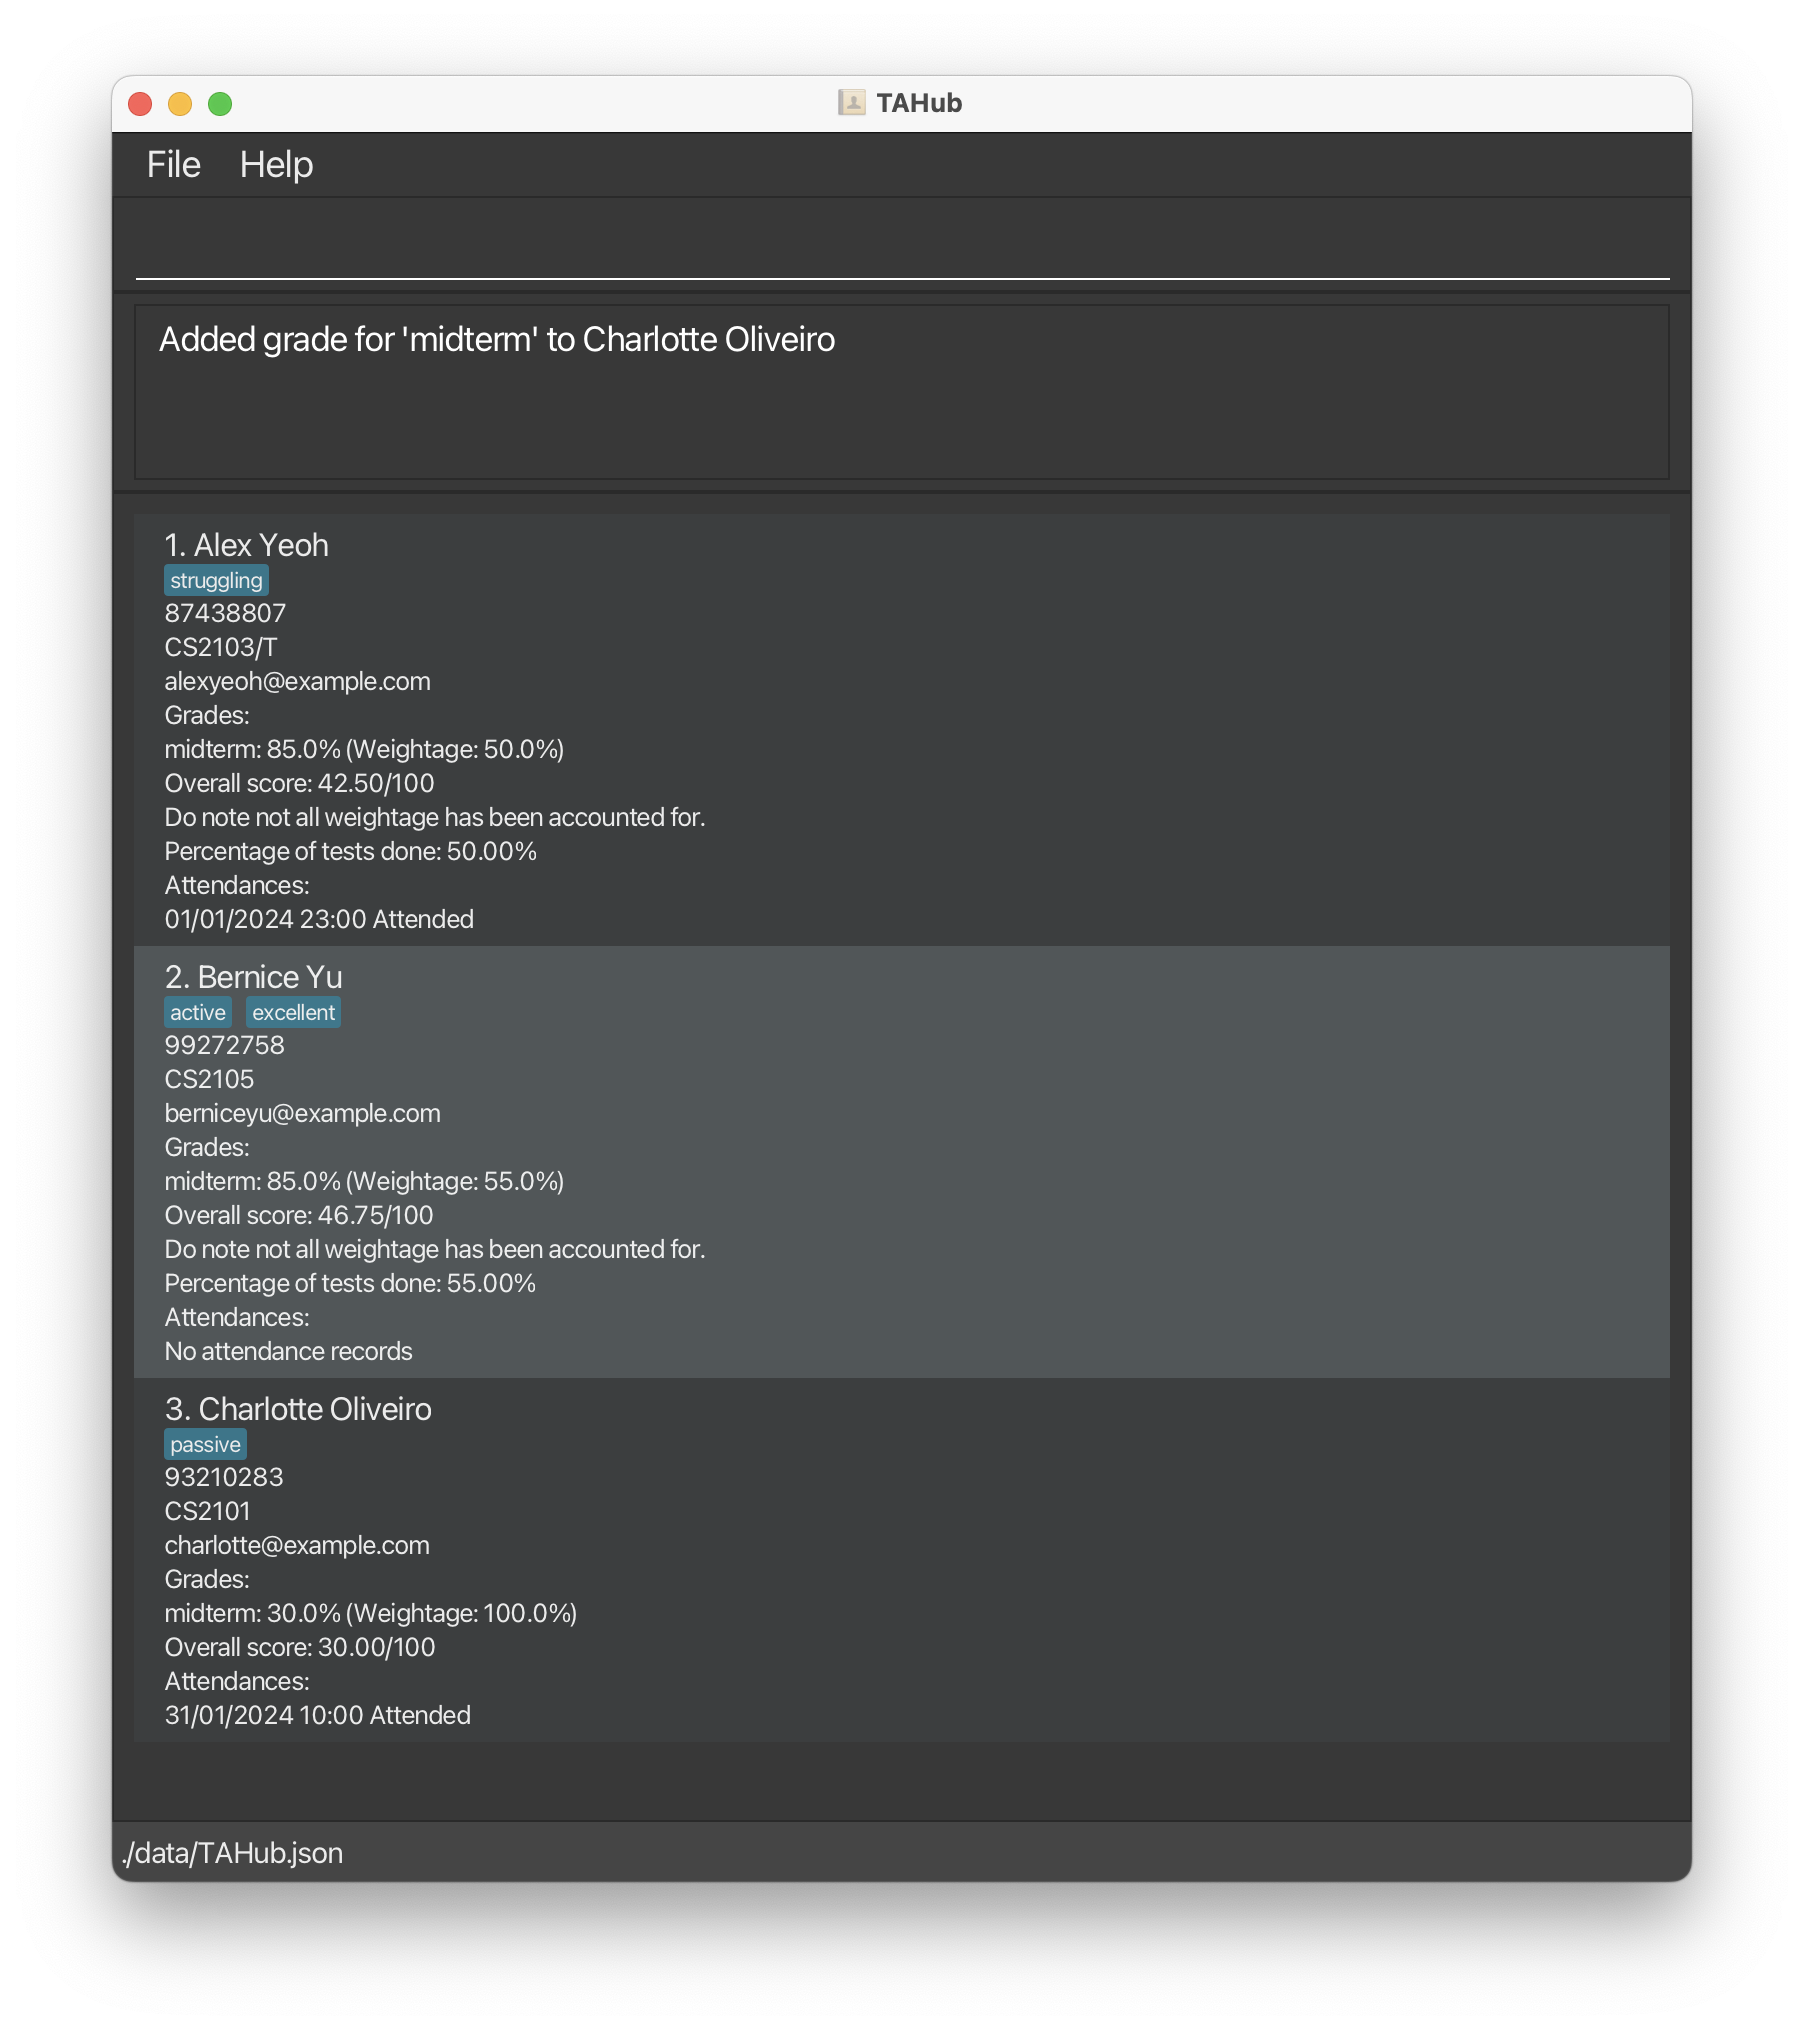 TAHub
File Help
Added grade for 'midterm' to Charlotte Oliveiro
1. Alex Yeoh
struggling
87438807
CS2103/T
alexyeoh@example.com
Grades:
midterm: 85.0% (Weightage: 50.0%)
Overall score: 42.50/100
Do note not all weightage has been accounted for.
Percentage of tests done: 50.00%
Attendances:
01/01/2024 23:00 Attended
2. Bernice Yu
active excellent
99272758
CS2105
berniceyu@example.com
Grades:
midterm: 85.0% (Weightage: 55.0%)
Overall score: 46.75/100
Do note not all weightage has been accounted for.
Percentage of tests done: 55.00%
Attendances:
No attendance records
3. Charlotte Oliveiro
passive
93210283
CS2101
charlotte@example.com
Grades:
midterm: 30.0% (Weightage: 100.0%)
Overall score: 30.00/100
Attendances:
31/01/2024 10:00 Attended
./data/TAHub.json